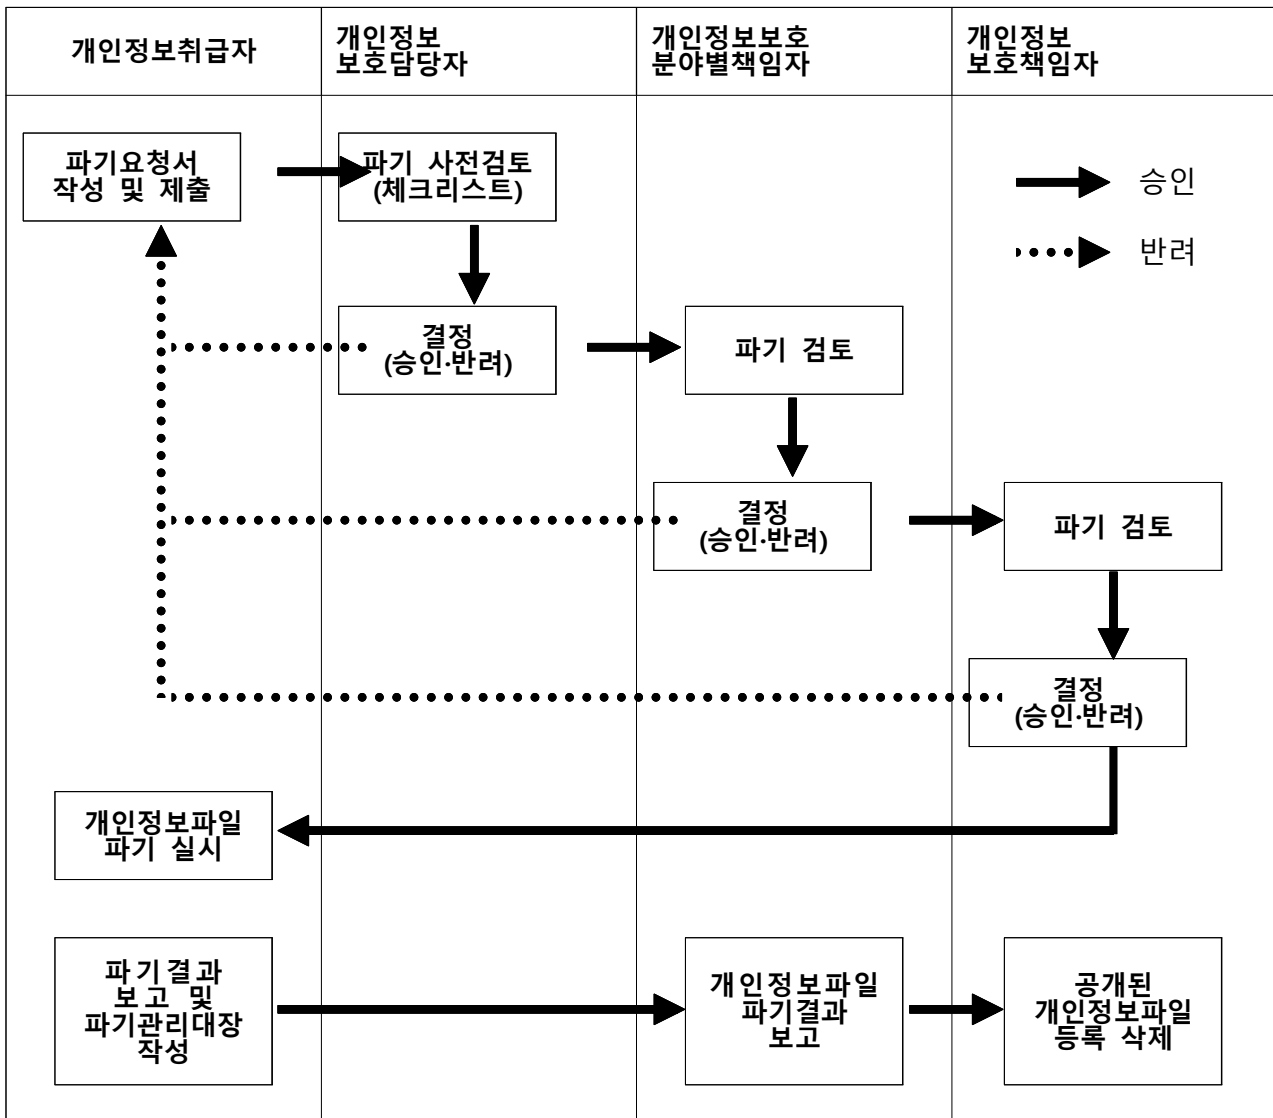 개인정보취급자
개인정보
보호담당자
개인정보보호
분야별책임자
개인정보
보호책임자
파기요청서
작성 및 제출
파기 사전검토
(체크리스트)
승인
반려
결정
(승인·반려)
파기 검토
결정
(승인·반려)
파기 검토
결정
(승인·반려)
개인정보파일
파기 실시
파기결과
보고 및
파기관리대장
작성
개인정보파일
파기결과
보고
공개된
개인정보파일
등록 삭제